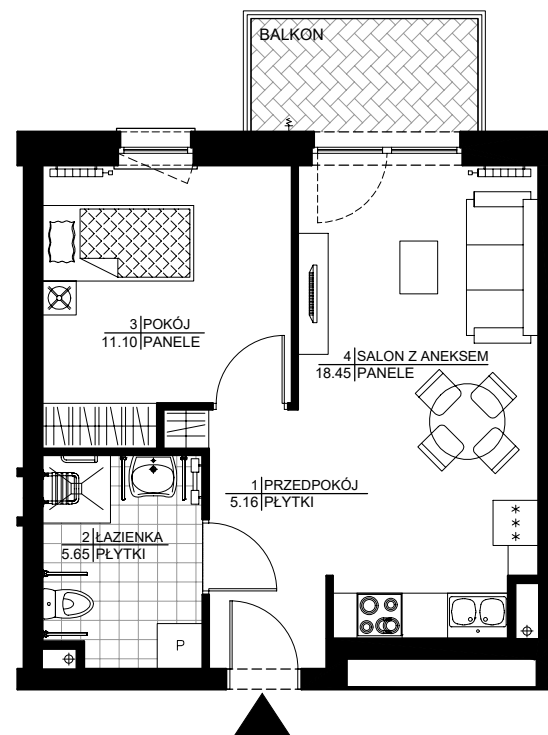 BALKON
3 POKÓJ
11.10 PANELE
4 SALON Z ANEKSEM
18.45 PANELE
1 PRZEDPOKÓJ
5.16 PŁYTKI
2 ŁAZIENKA
5.65 PŁYTKI
P